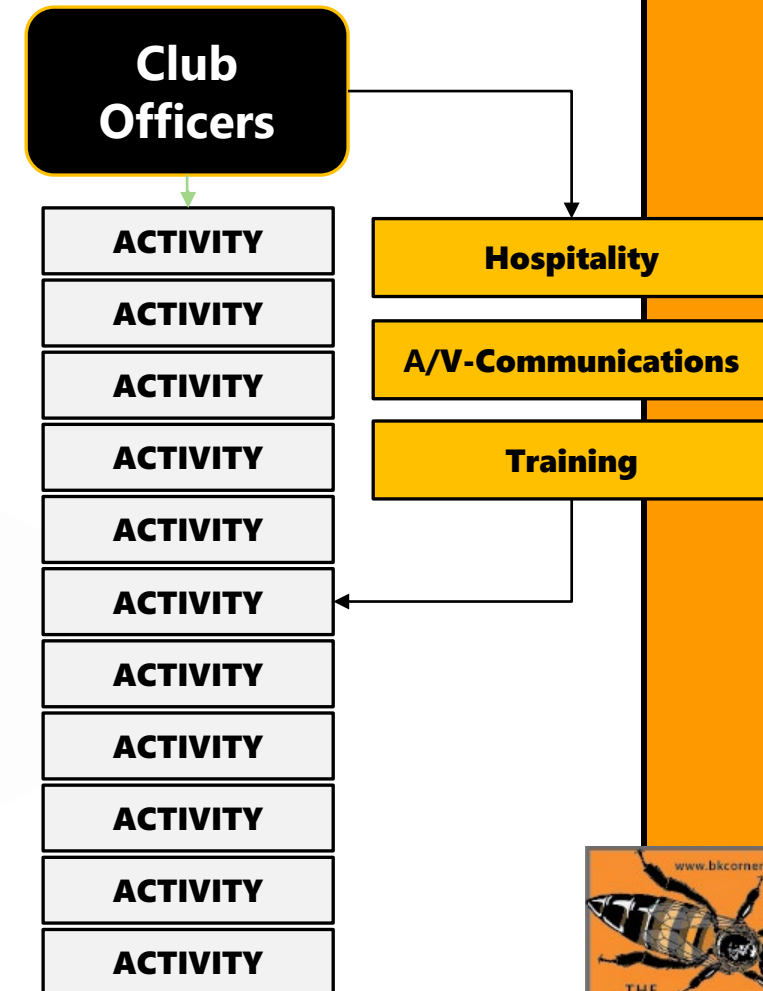 Club
Officers
ACTIVITY
ACTIVITY
ACTIVITY
ACTIVITY
ACTIVITY
ACTIVITY
ACTIVITY
ACTIVITY
ACTIVITY
ACTIVITY
ACTIVITY
Hospitality
A/V-Communications
Training
www.bkcorner
THE